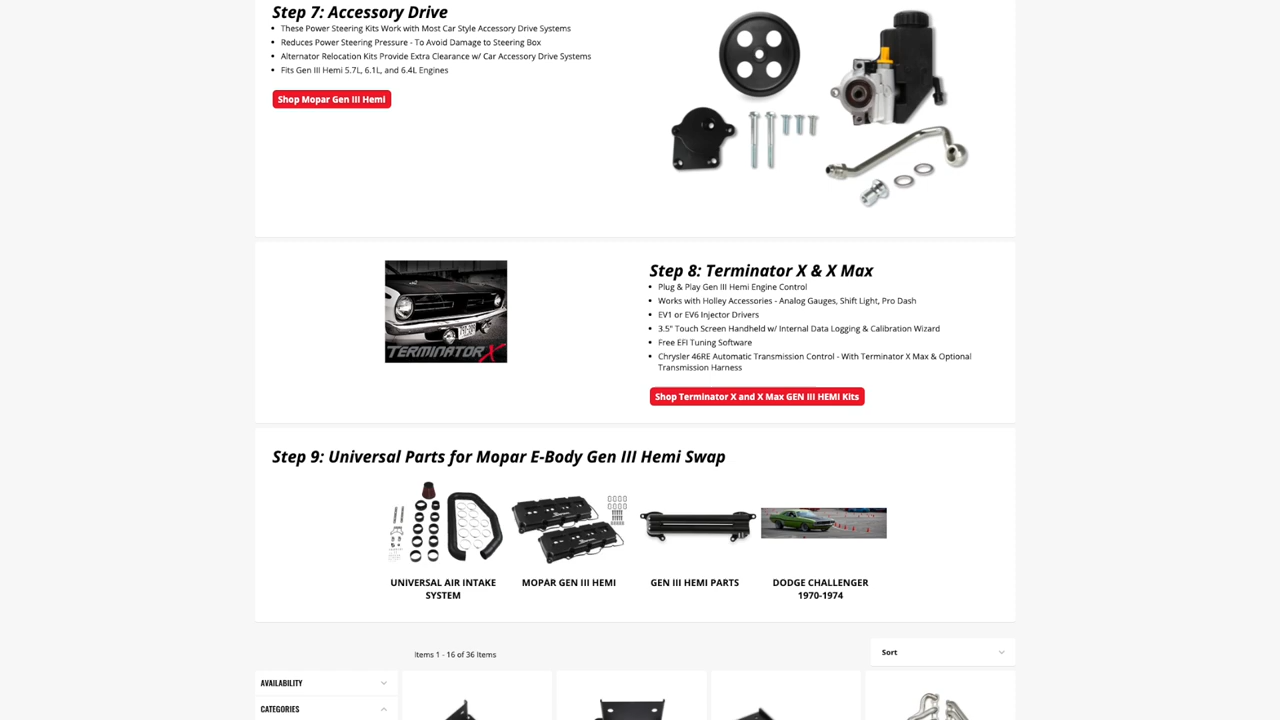 Step 7: Accessory Drive
These Power Steering Kits Work with Most Car Style Accessory Drive Systems
Reduces Power Steering Pressure - To Avoid Damage to Steering Box
Alternator Relocation Kits Provide Extra Clearance w/ Car Accessory Drive Systems
Fits Gen III Hemi 5.7L, 6.1L, and 6.4L Engines
Shop Mopar Gen III Hemi
TERMINATOR X
Step 8: Terminator X & X Max
Plug & Play Gen III Hemi Engine Control
Works with Holley Accessories - Analog Gauges, Shift Light, Pro Dash
EV1 or EV6 Injector Drivers
3.5" Touch Screen Handheld w/ Internal Data Logging & Calibration Wizard
Free EFI Tuning Software
Chrysler 46RE Automatic Transmission Control - With Terminator X Max & Optional
Transmission Harness
Shop Terminator X and X Max GEN III HEMI Kits
Step 9: Universal Parts for Mopar E-Body Gen III Hemi Swap
UNIVERSAL AIR INTAKE
SYSTEM
MOPAR GEN III HEMI
GEN III HEMI PARTS
DODGE CHALLENGER
1970-1974
Items 1 - 16 of 36 Items
Sort
AVAILABILITY
CATEGORIES